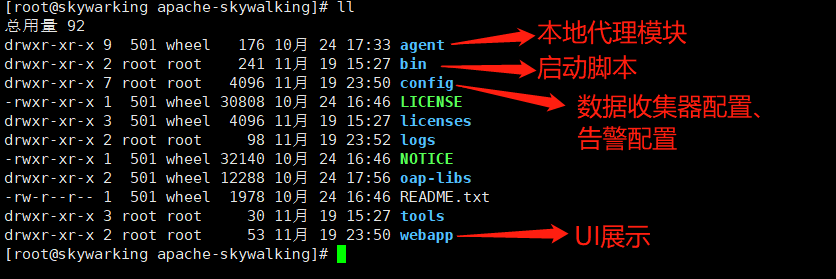 [root@skywarking apache-skywalking]# ll
总用量 92
drwxr-xr-x 9  501 wheel   176 10月 24 17:33 agent 本地代理模块
drwxr-xr-x 2 root root    241 11月 19 15:27 bin 启动脚本
drwxr-xr-x 7 root root   4096 11月 19 23:50 config 数据收集器配置、
告警配置
-rwxr-xr-x 1  501 wheel 30808 10月 24 16:46 LICENSE
drwxr-xr-x 3  501 wheel  4096 11月 19 15:27 licenses
drwxr-xr-x 2 root root     98 11月 19 23:52 logs
-rwxr-xr-x 1  501 wheel 32140 10月 24 16:46 NOTICE
drwxr-xr-x 2  501 wheel 12288 10月 24 17:56 oap-libs
-rw-r--r-- 1  501 wheel  1978 10月 24 16:46 README.txt
drwxr-xr-x 3 root root     30 11月 19 15:27 tools
drwxr-xr-x 2 root root     53 11月 19 23:50 webapp UI展示
[root@skywarking apache-skywalking]#